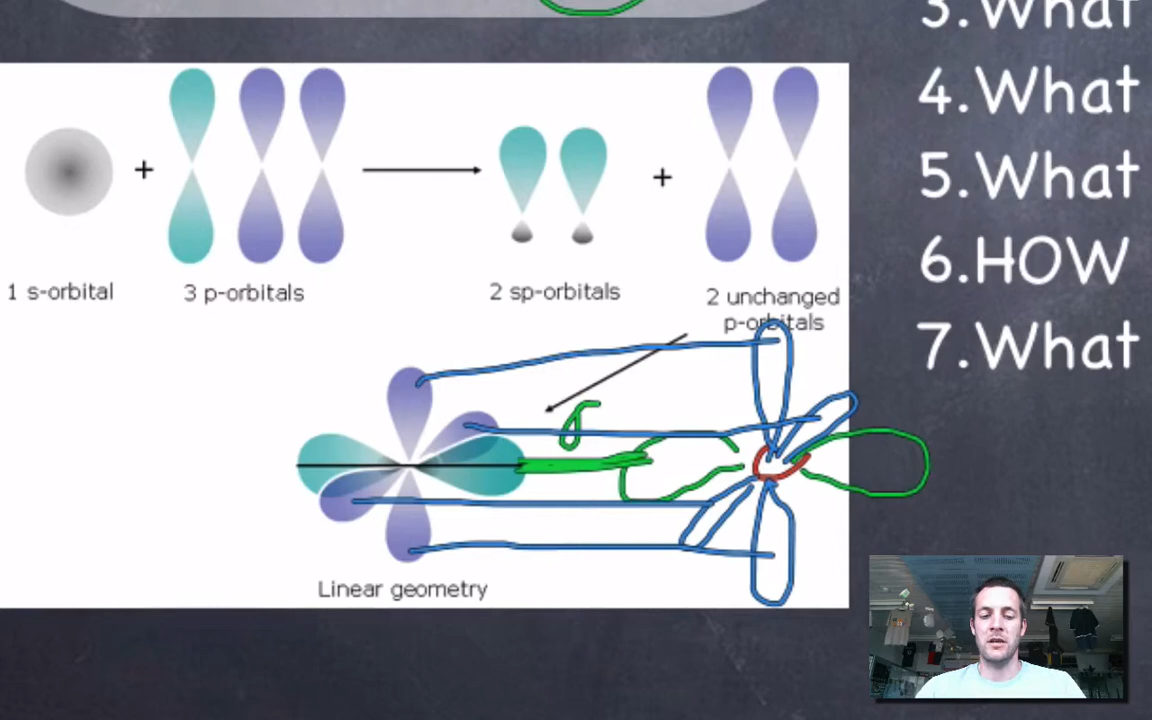 3.What
4.What
5.What
6.HOW
7.What
+
+
1 s-orbital
3 p-orbitals
2 sp-orbitals
2 unchanged
p-orbitals
σ
Linear geometry